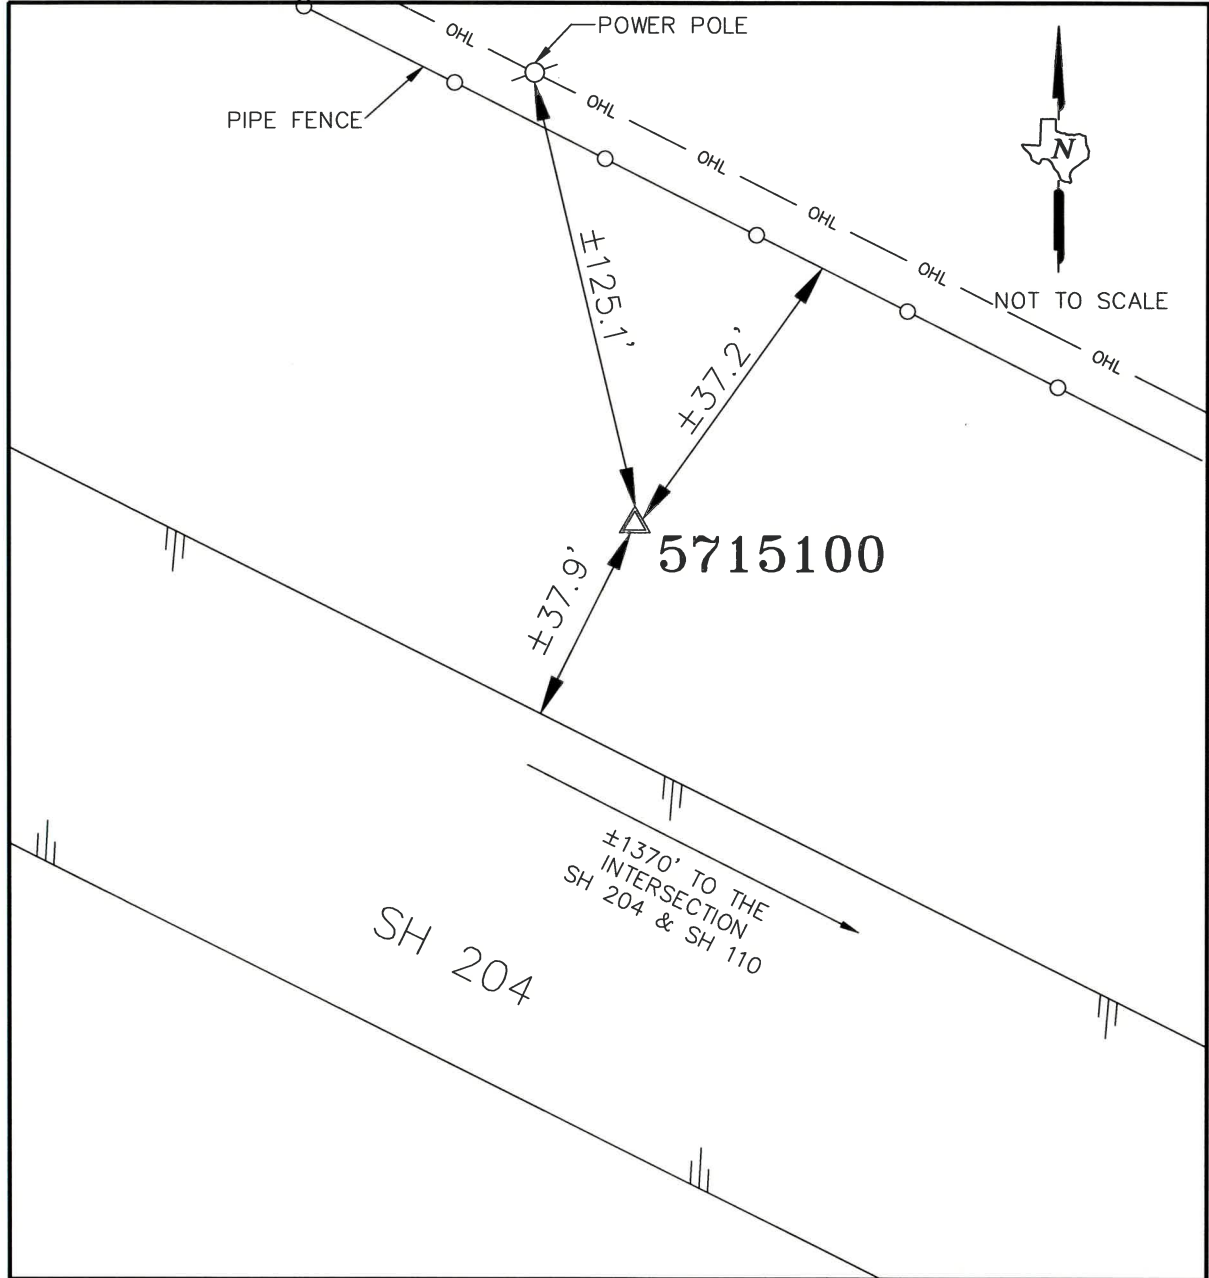 POWER POLE
OHL
PIPE FENCE
OHL
OHL
N
OHL
OHL
NOT TO SCALE
OHL
±125.1'
±37.2'
5715100
±37.9'
±1370' TO THE
INTERSECTION
SH 204 & SH 110
SH 204